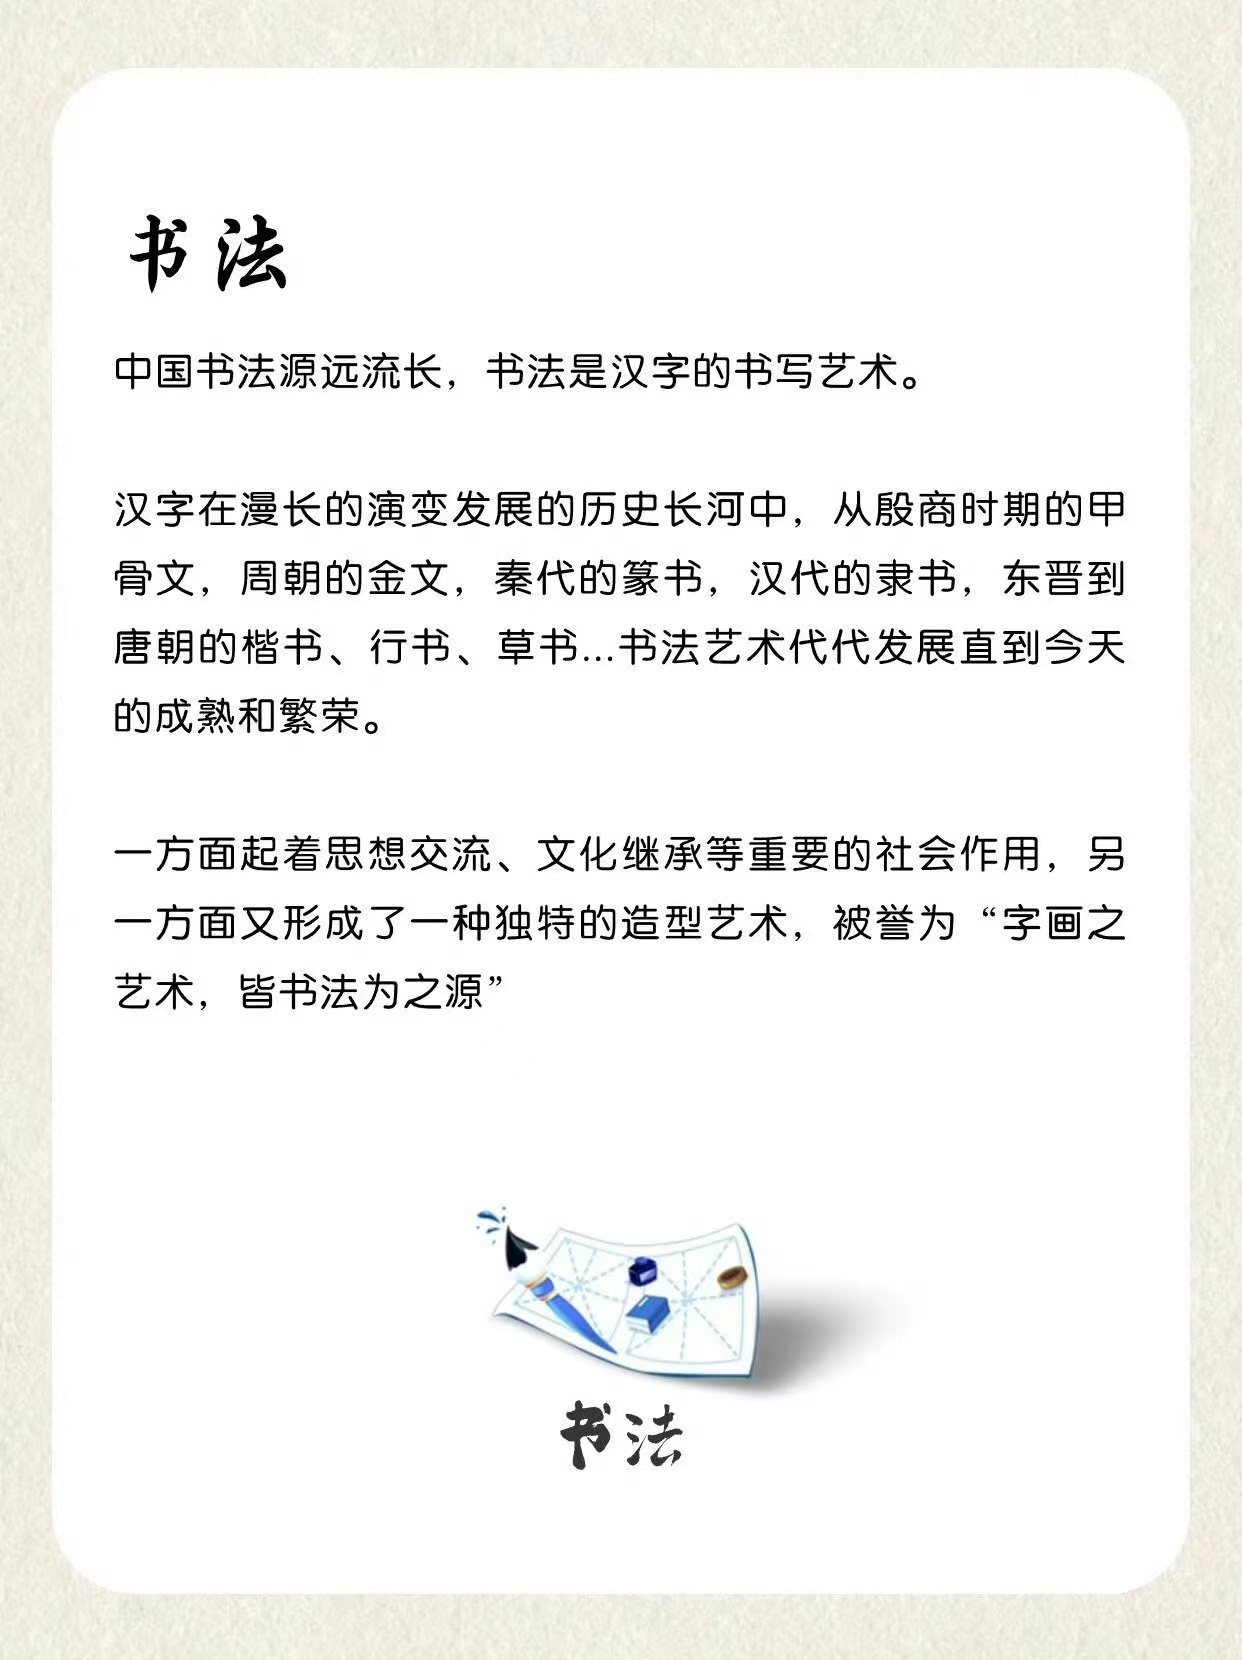 书法
中国书法源远流长，书法是汉字的书写艺术。
汉字在漫长的演变发展的历史长河中，从殷商时期的甲
骨文，周朝的金文，秦代的篆书，汉代的隶书，东晋到
唐朝的楷书、行书、草书...书法艺术代代发展直到今天
的成熟和繁荣。
一方面起着思想交流、文化继承等重要的社会作用，另
一方面又形成了一种独特的造型艺术，被誉为“字画之
艺术，皆书法为之源”
书法